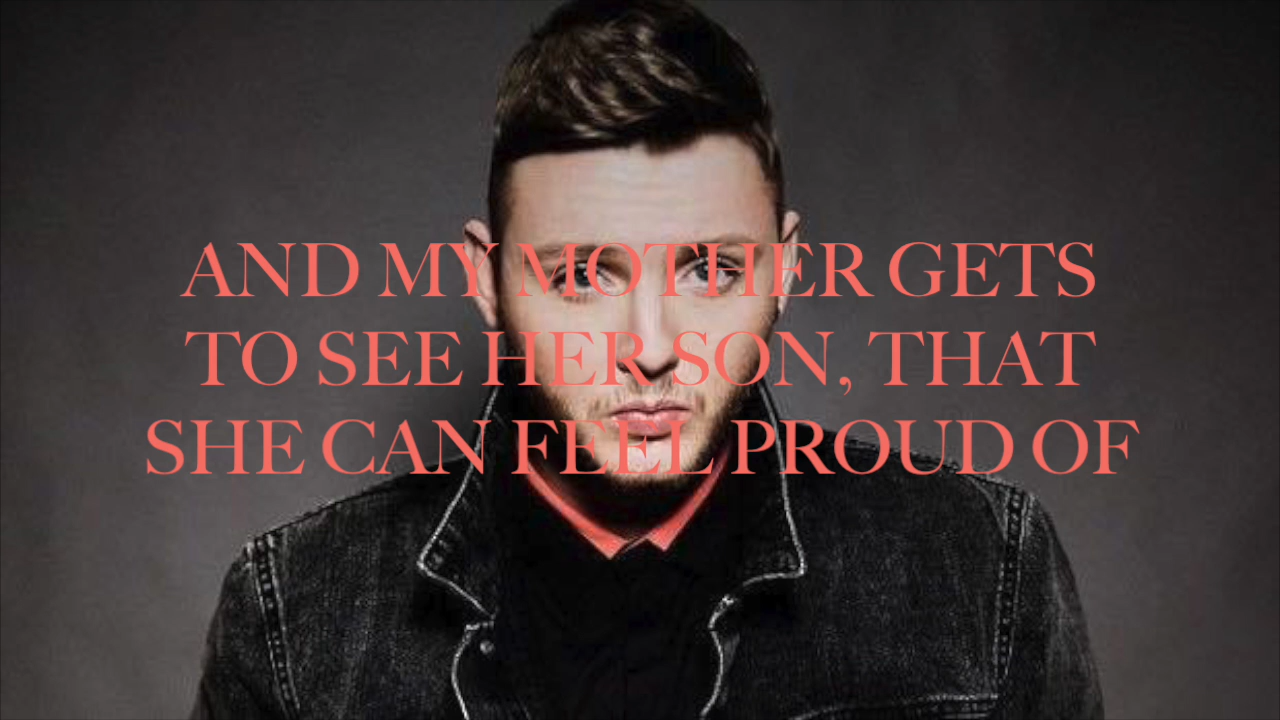 AND MY MOTHER GETS
TO SEE HER SON, THAT
SHE CAN FEEL PROUD OF